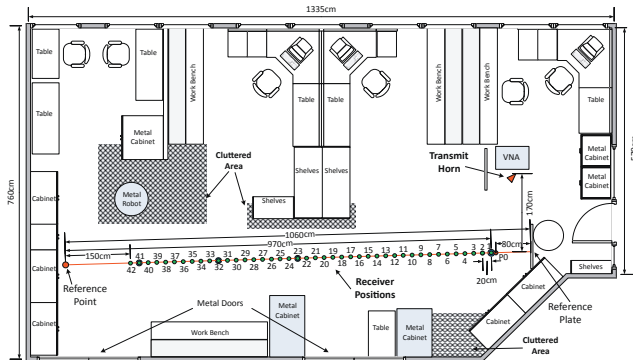 1335cm
Table
Table
Work Bench
Table
Table
Work Bench
Table
Metal
Cabinet
Cluttered
Area
Shelves
Shelves
Shelves
Transmit
Horn
VNA
Metal
Cabinet
Metal
Cabinet
760cm
Cabinet
Metal
Robot
170cm
1060cm
970cm
150cm
80cm
41 39 37 35 33 31 29 27 25 23 21 19 17 15 13 11 9 7 5 3 2 1
42 40 38 36 34 32 30 28 26 24 22 20 18 16 14 12 10 8 6 4
P0
20cm
Cabinet
Reference
Point
Receiver
Positions
Shelves
Cabinet
Cabinet
Reference
Plate
Metal Doors
Metal
Cabinet
Cabinet
Work Bench
Table
Metal
Cabinet
Cluttered
Area